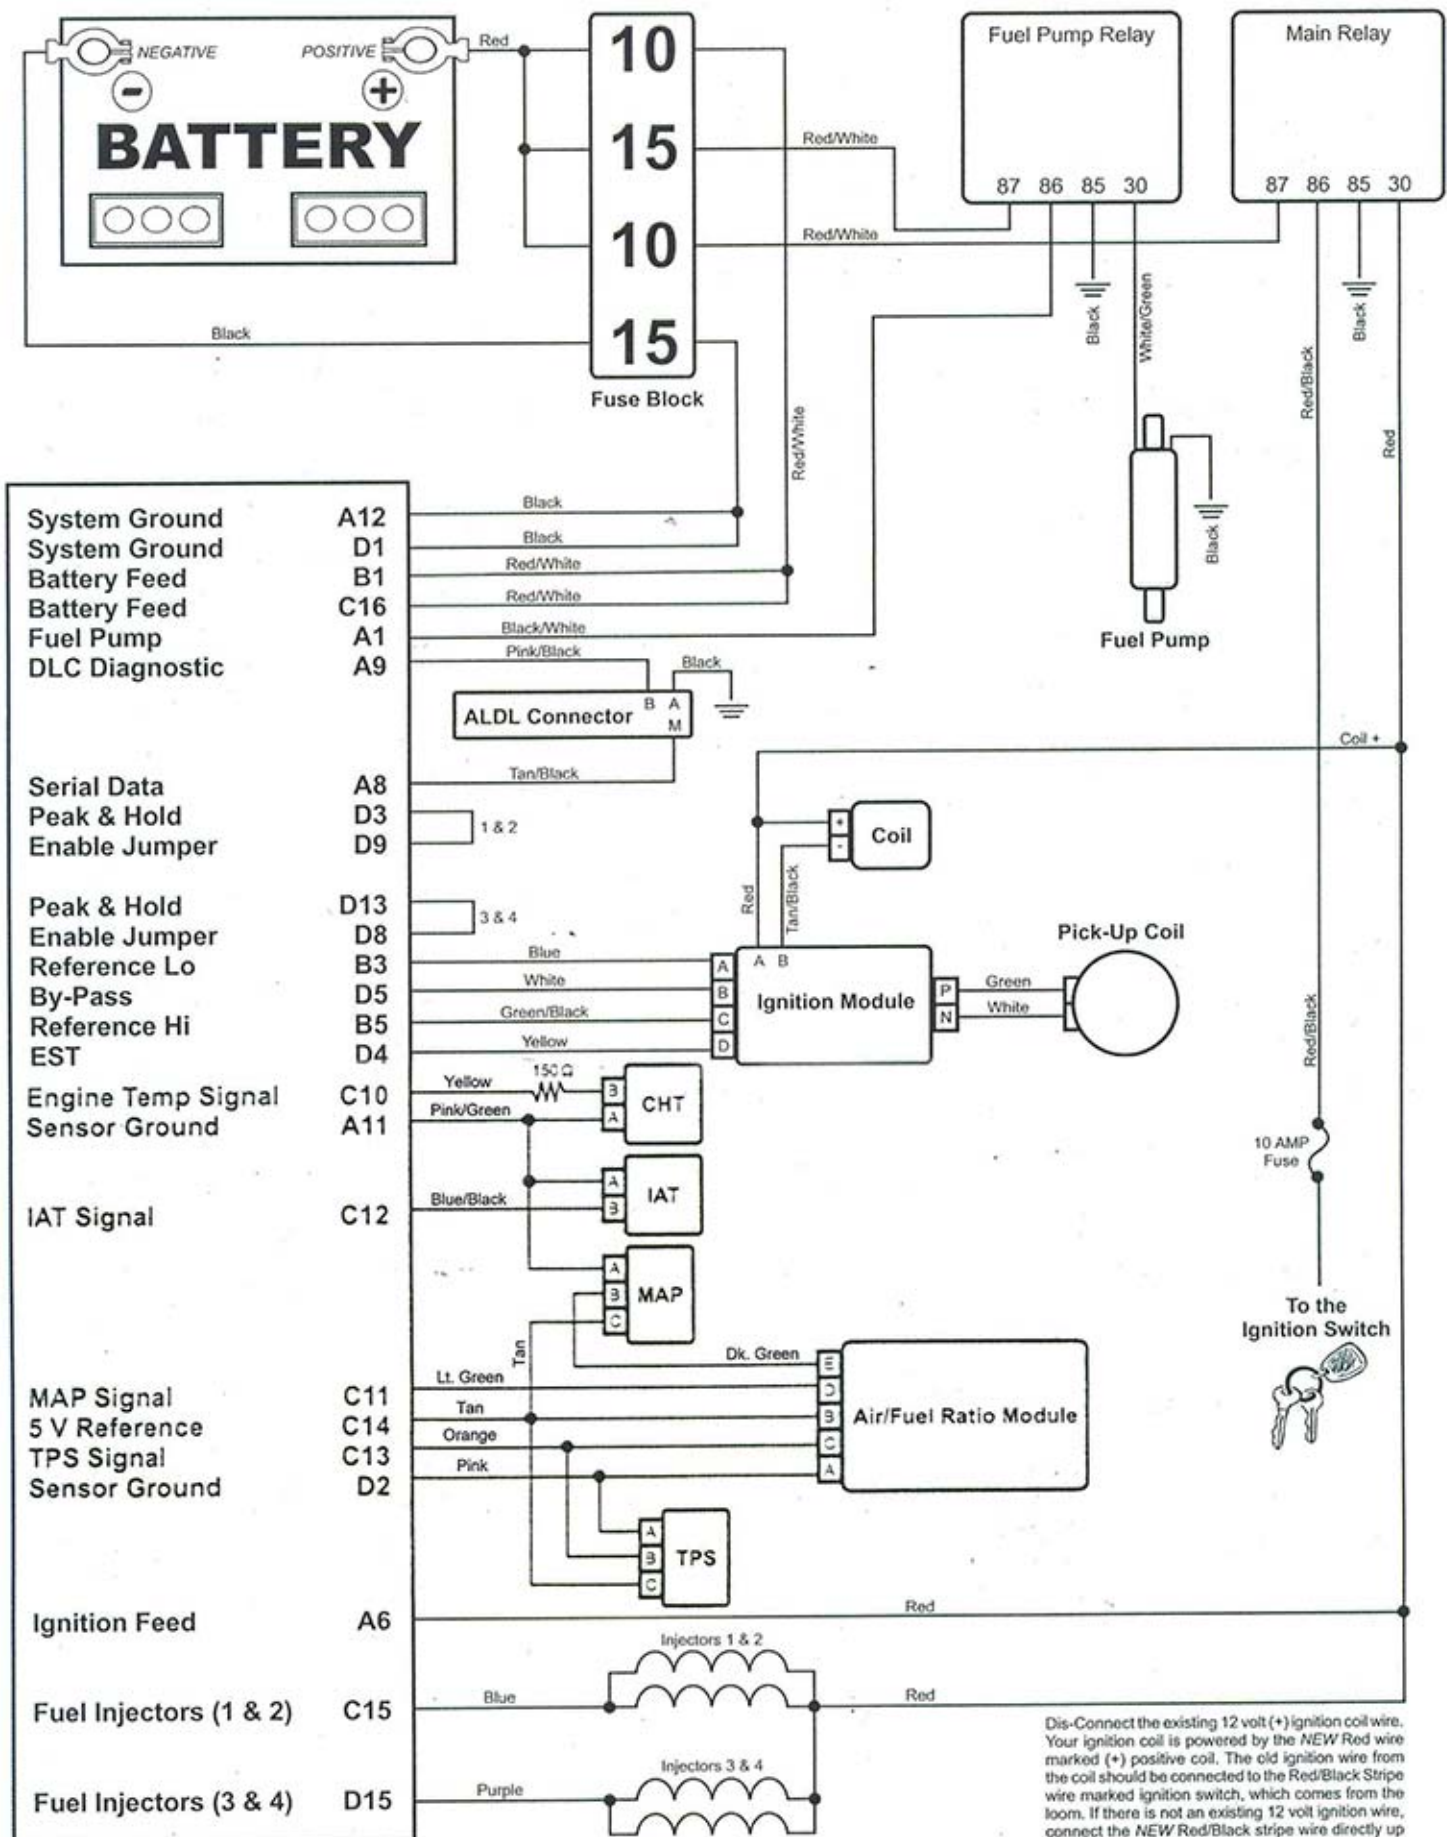 NEGATIVE
POSITIVE
-
+
BATTERY
Red
10
15
10
15
Fuse Block
Black
Red/White
Red/White
Red/White
Fuel Pump Relay
87 86 85 30
Main Relay
87 86 85 30
Black
White/Green
Black
Red/Black
Red
Black
Fuel Pump
System Ground A12 Black
System Ground D1 Black
Battery Feed B1 Red/White
Battery Feed C16 Red/White
Fuel Pump A1 Black/White
DLC Diagnostic A9 Pink/Black
Black
ALDL Connector
B A
M
Coil +
Serial Data A8 Tan/Black
Peak & Hold D3
1 & 2
Enable Jumper D9
+
-
Coil
Red
Tan/Black
Peak & Hold D13
3 & 4
Enable Jumper D8
Reference Lo B3 Blue A
By-Pass D5 White B
Reference Hi B5 Green/Black C
EST D4 Yellow D
A B
Ignition Module
P Green
N White
Pick-Up Coil
Red/Black
Engine Temp Signal C10 Yellow 150 Ω B
Sensor Ground A11 Pink/Green A
CHT
A
IAT
IAT Signal C12 Blue/Black B
A
B
C
MAP
10 AMP
Fuse
To the
Ignition Switch
Tan
Dk. Green E
MAP Signal C11 Lt. Green D
5 V Reference C14 Tan B
TPS Signal C13 Orange C
Sensor Ground D2 Pink A
Air/Fuel Ratio Module
A
B
C
TPS
Ignition Feed A6 Red
Injectors 1 & 2
Fuel Injectors (1 & 2) C15 Blue Red
Injectors 3 & 4
Fuel Injectors (3 & 4) D15 Purple
Dis-Connect the existing 12 volt (+) ignition coil wire.
Your ignition coil is powered by the NEW Red wire
marked (+) positive coil. The old ignition wire from
the coil should be connected to the Red/Black Stripe
wire marked ignition switch, which comes from the
loom. If there is not an existing 12 volt ignition wire,
connect the NEW Red/Black stripe wire directly up